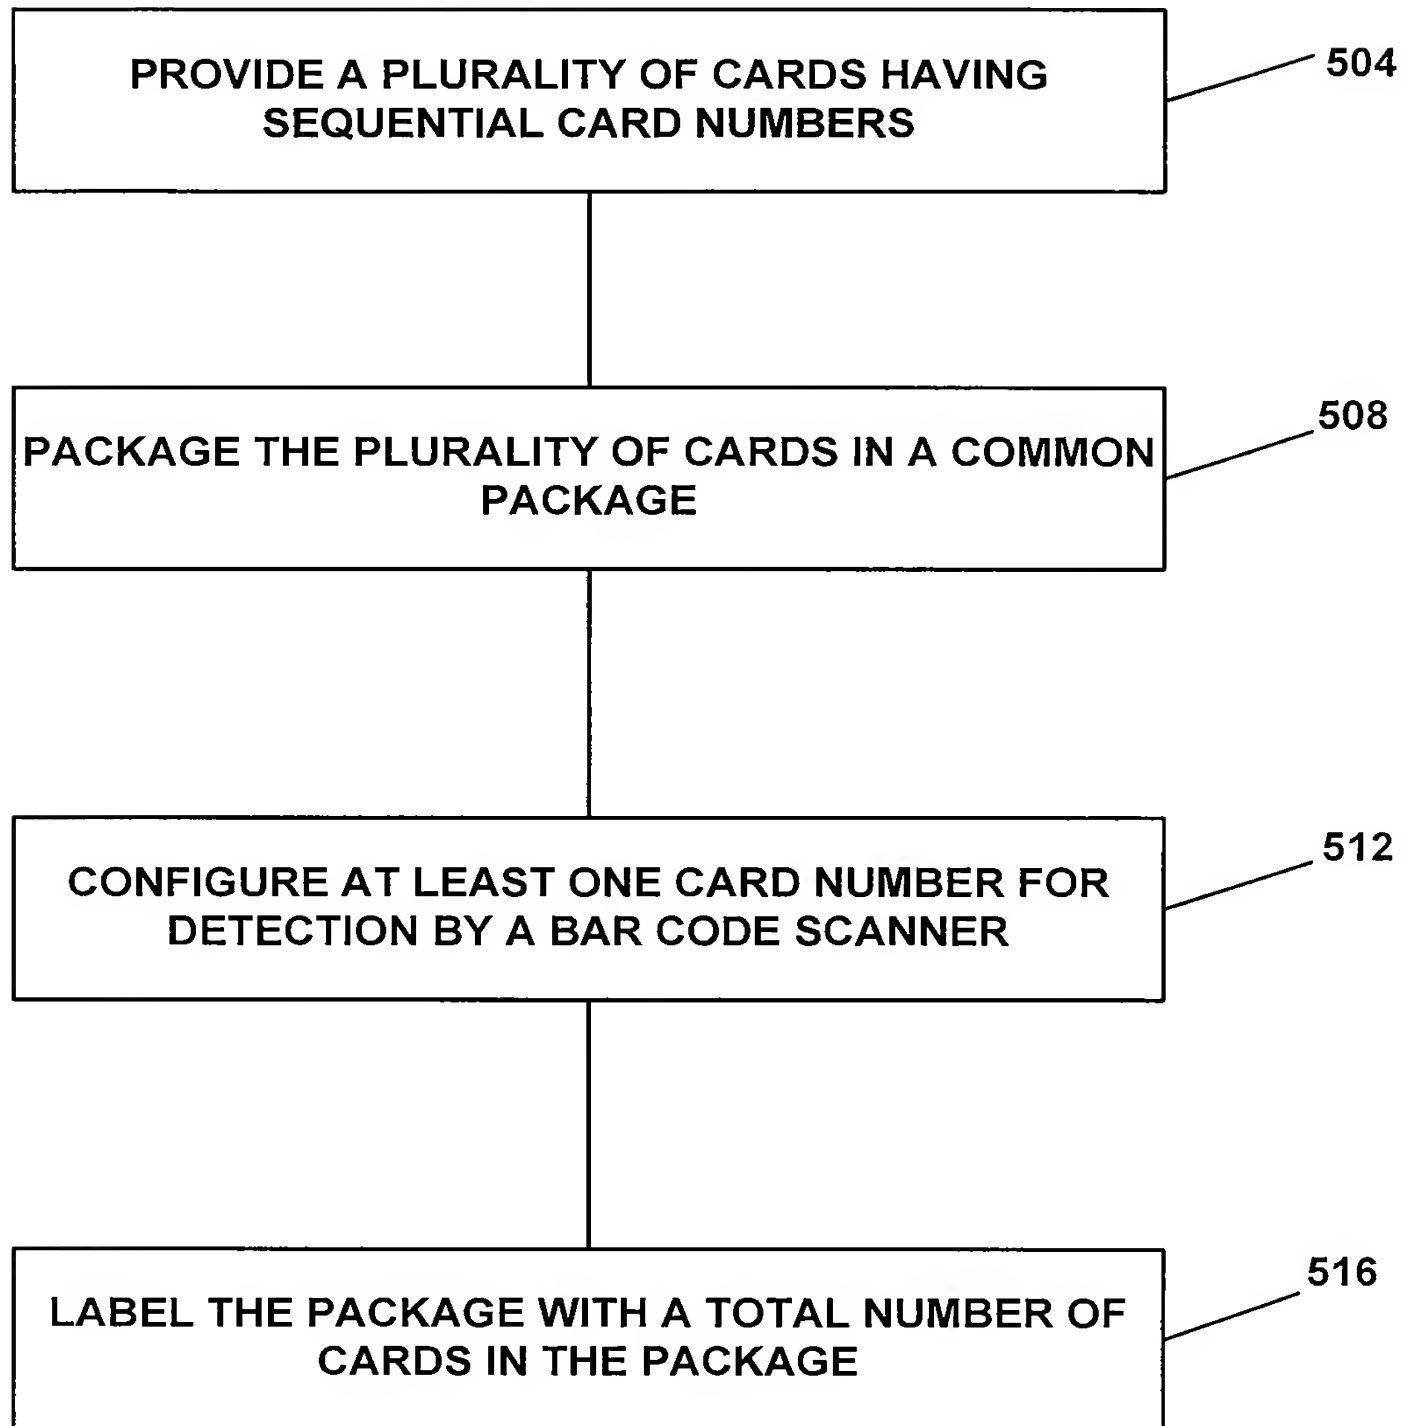 PROVIDE A PLURALITY OF CARDS HAVING
SEQUENTIAL CARD NUMBERS
504
PACKAGE THE PLURALITY OF CARDS IN A COMMON
PACKAGE
508
CONFIGURE AT LEAST ONE CARD NUMBER FOR
DETECTION BY A BAR CODE SCANNER
512
LABEL THE PACKAGE WITH A TOTAL NUMBER OF
CARDS IN THE PACKAGE
516